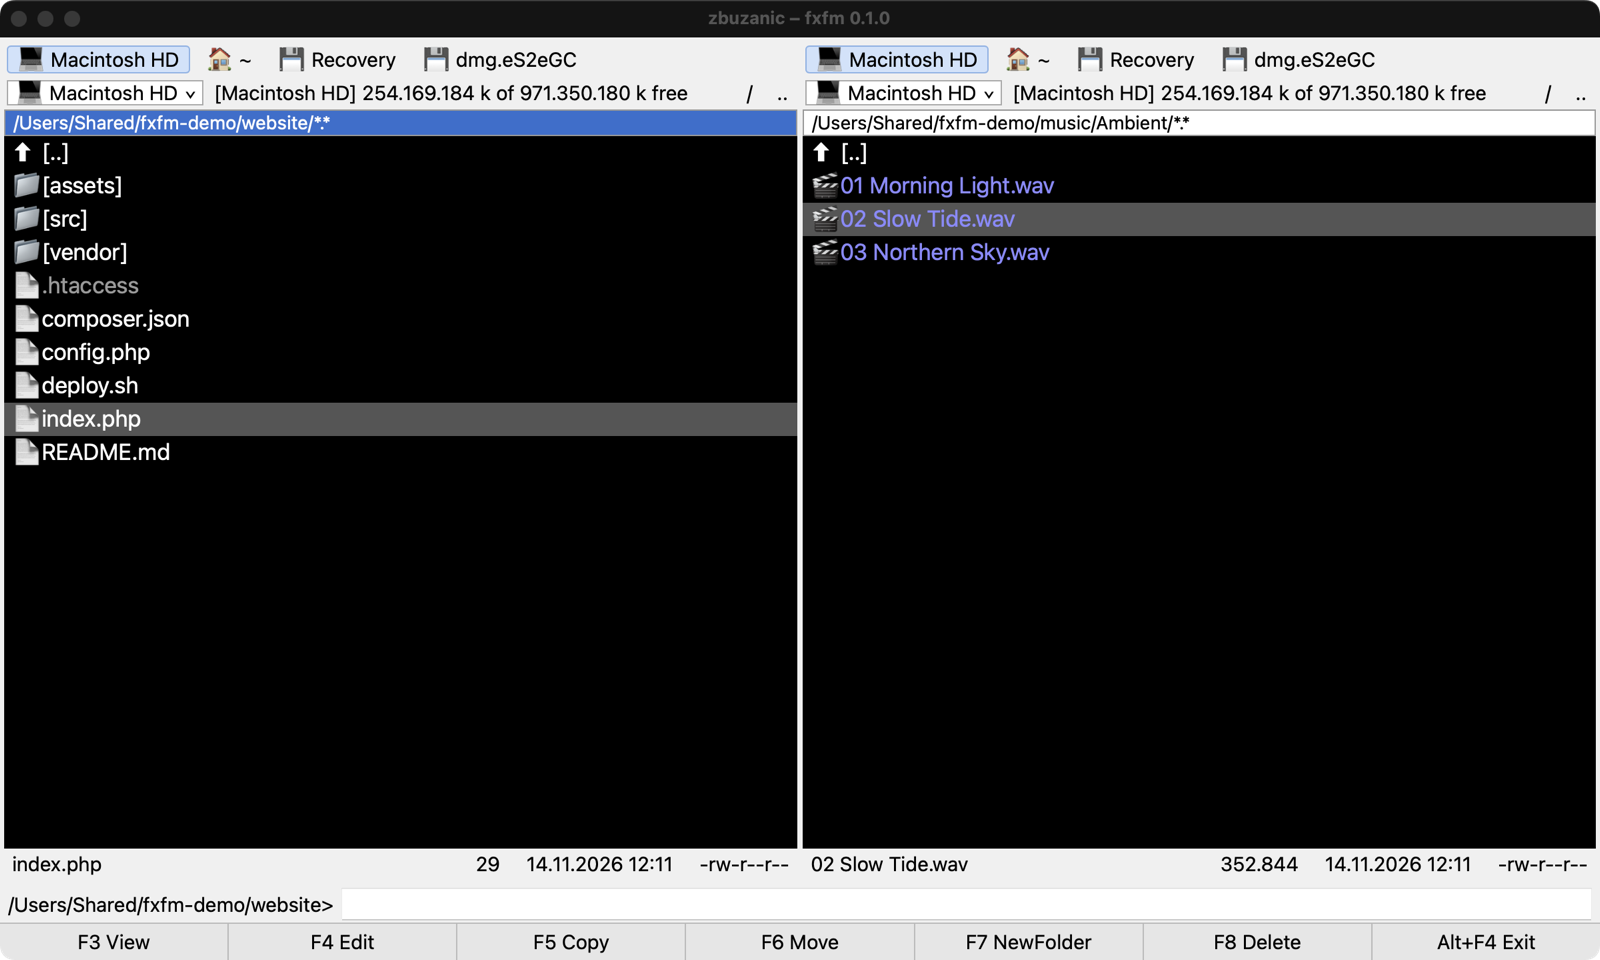 zbuzanic – fxfm 0.1.0
Macintosh HD ~ Recovery dmg.eS2eGC
Macintosh HD [Macintosh HD] 254.169.184 k of 971.350.180 k free / ..
/Users/Shared/fxfm-demo/website/*.*
[..]
[assets]
[src]
[vendor]
.htaccess
composer.json
config.php
deploy.sh
index.php
README.md
index.php 29 14.11.2026 12:11 -rw-r--r--
Macintosh HD ~ Recovery dmg.eS2eGC
Macintosh HD [Macintosh HD] 254.169.184 k of 971.350.180 k free / ..
/Users/Shared/fxfm-demo/music/Ambient/*.*
[..]
01 Morning Light.wav
02 Slow Tide.wav
03 Northern Sky.wav
02 Slow Tide.wav 352.844 14.11.2026 12:11 -rw-r--r--
/Users/Shared/fxfm-demo/website>
F3 View F4 Edit F5 Copy F6 Move F7 NewFolder F8 Delete Alt+F4 Exit